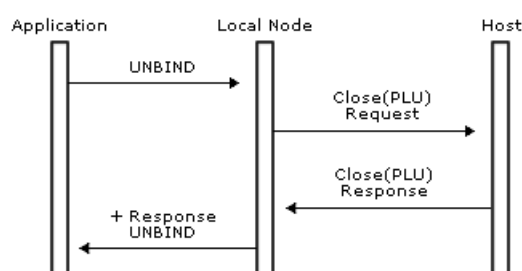 Application
Local Node
Host
UNBIND
Close(PLU)
Request
Close(PLU)
Response
+ Response
UNBIND